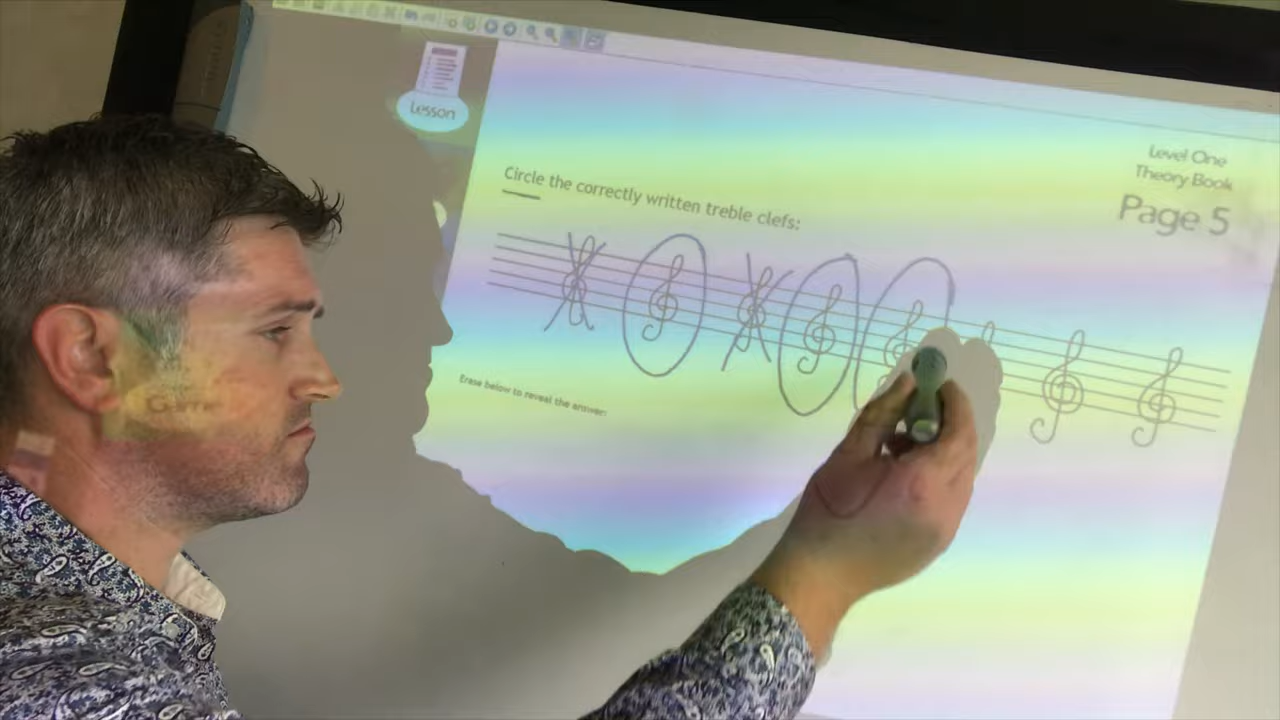 Lesson
Level One
Theory Book
Page 5
Circle the correctly written treble clefs:
Erase below to reveal the answer: